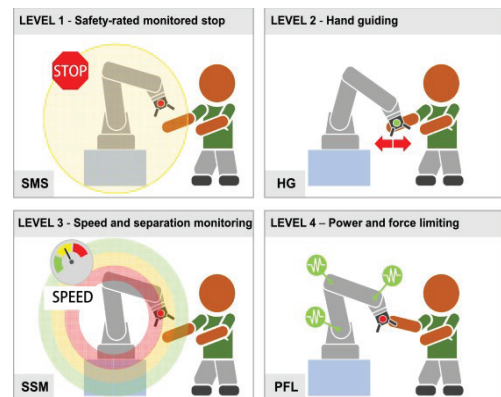 LEVEL 1 - Safety-rated monitored stop
STOP
SMS
LEVEL 2 - Hand guiding
HG
LEVEL 3 - Speed and separation monitoring
SPEED
SSM
LEVEL 4 – Power and force limiting
PFL